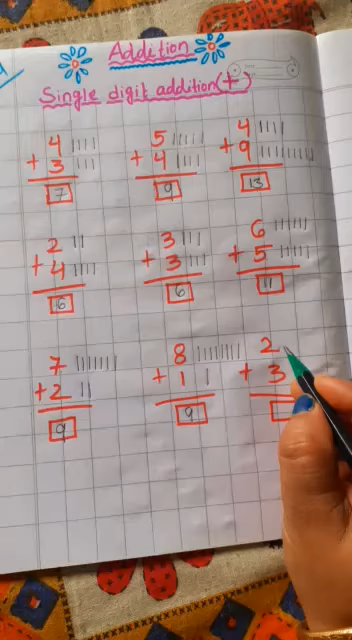 Addition
Single digit addition(+)
4 5 4
+ 3 + 4 + 9
7 9 13
2 3 6
+ 4 + 3 + 5
6 6 11
7 8 2
+ 2 + 1 + 3
9 9